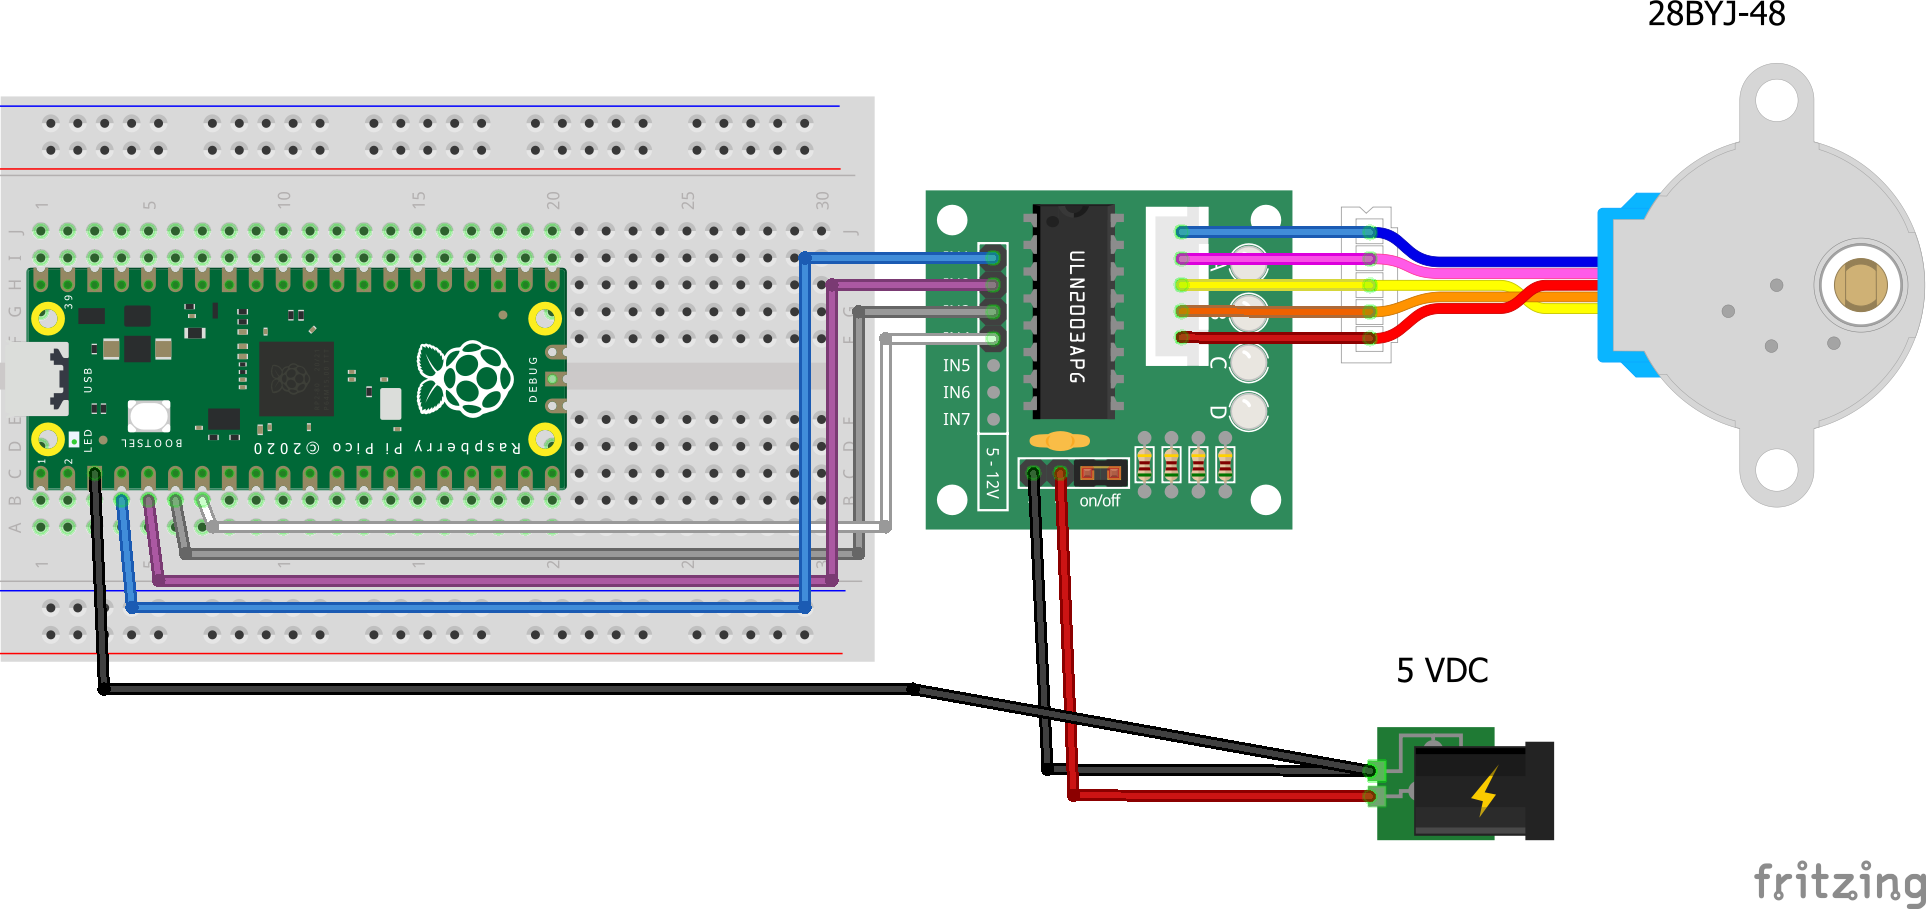 28BYJ-48
1 5 10 15 20 25 30
J J
I
H
G
F
E
D
C
B B
A
39
USB
DEBUG
LED
BOOTSEL
Raspberry Pi Pico ©2020
1 2
ULN2003APG
A
B
C
D
IN5
IN6
IN7
5 - 12V
on/off
5 VDC
fritzing